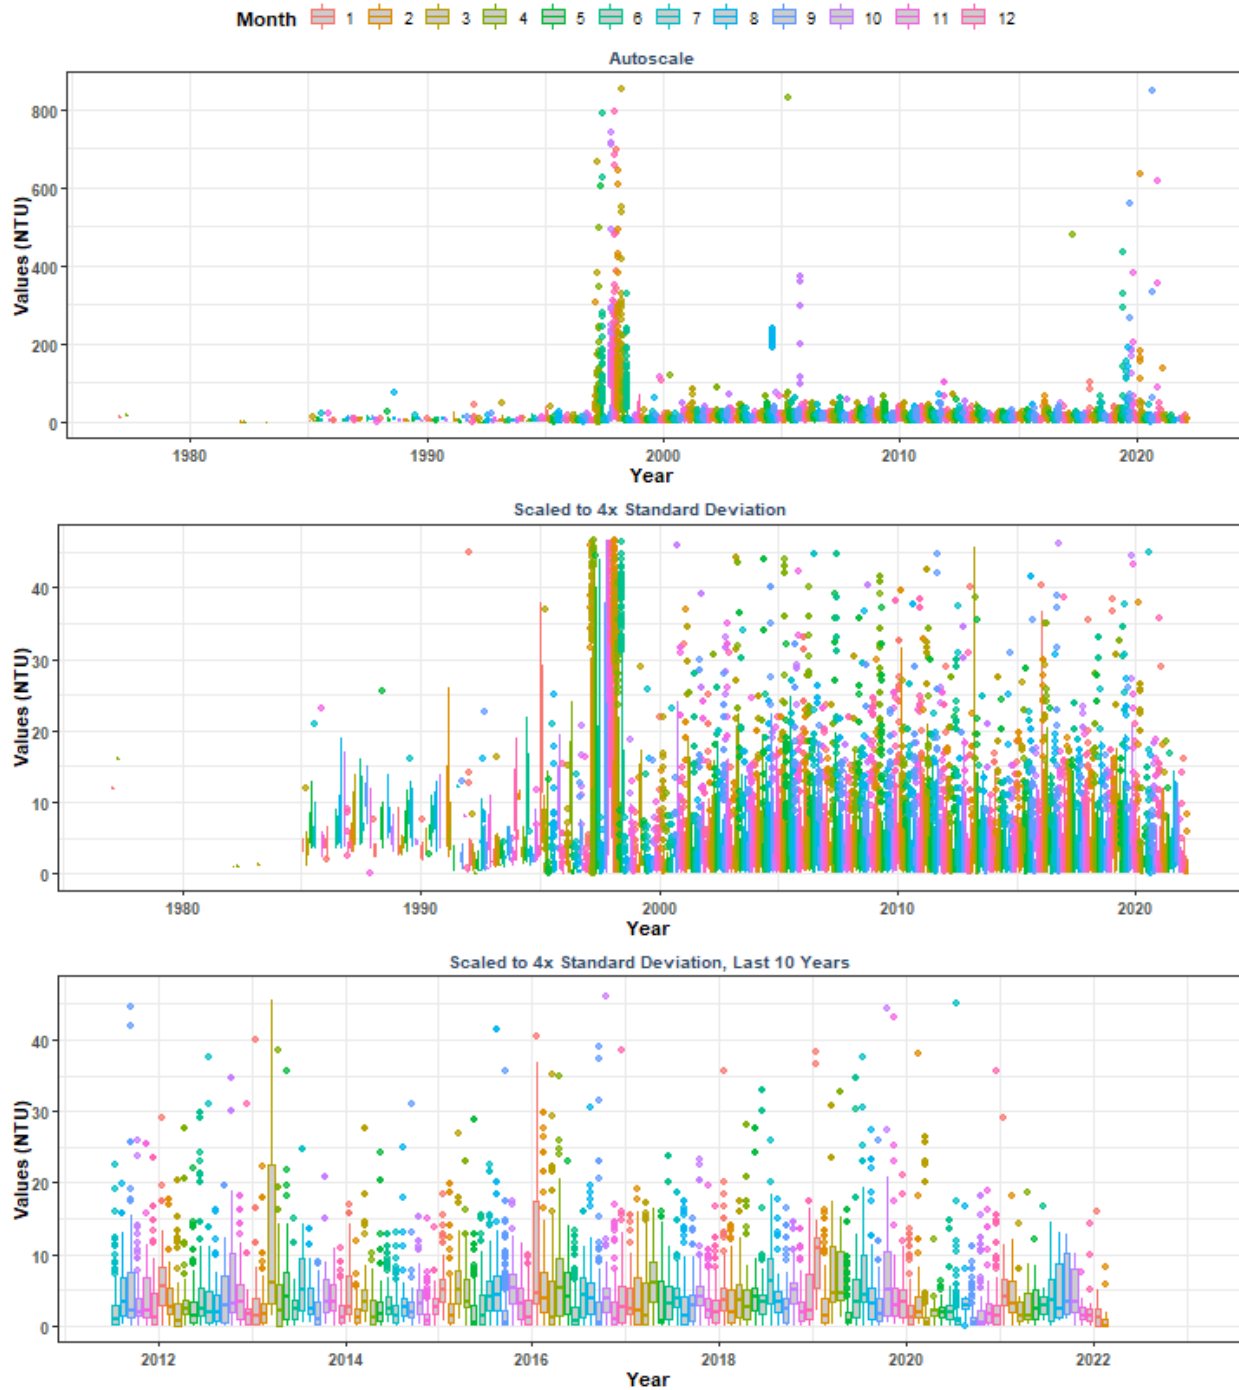 Month 1 2 3 4 5 6 7 8 9 10 11 12
Autoscale
Values (NTU)
800
600
400
200
0
1980 1990 2000 2010 2020
Year
Scaled to 4x Standard Deviation
Values (NTU)
40
30
20
10
0
1980 1990 2000 2010 2020
Year
Scaled to 4x Standard Deviation, Last 10 Years
Values (NTU)
40
30
20
10
0
2012 2014 2016 2018 2020 2022
Year